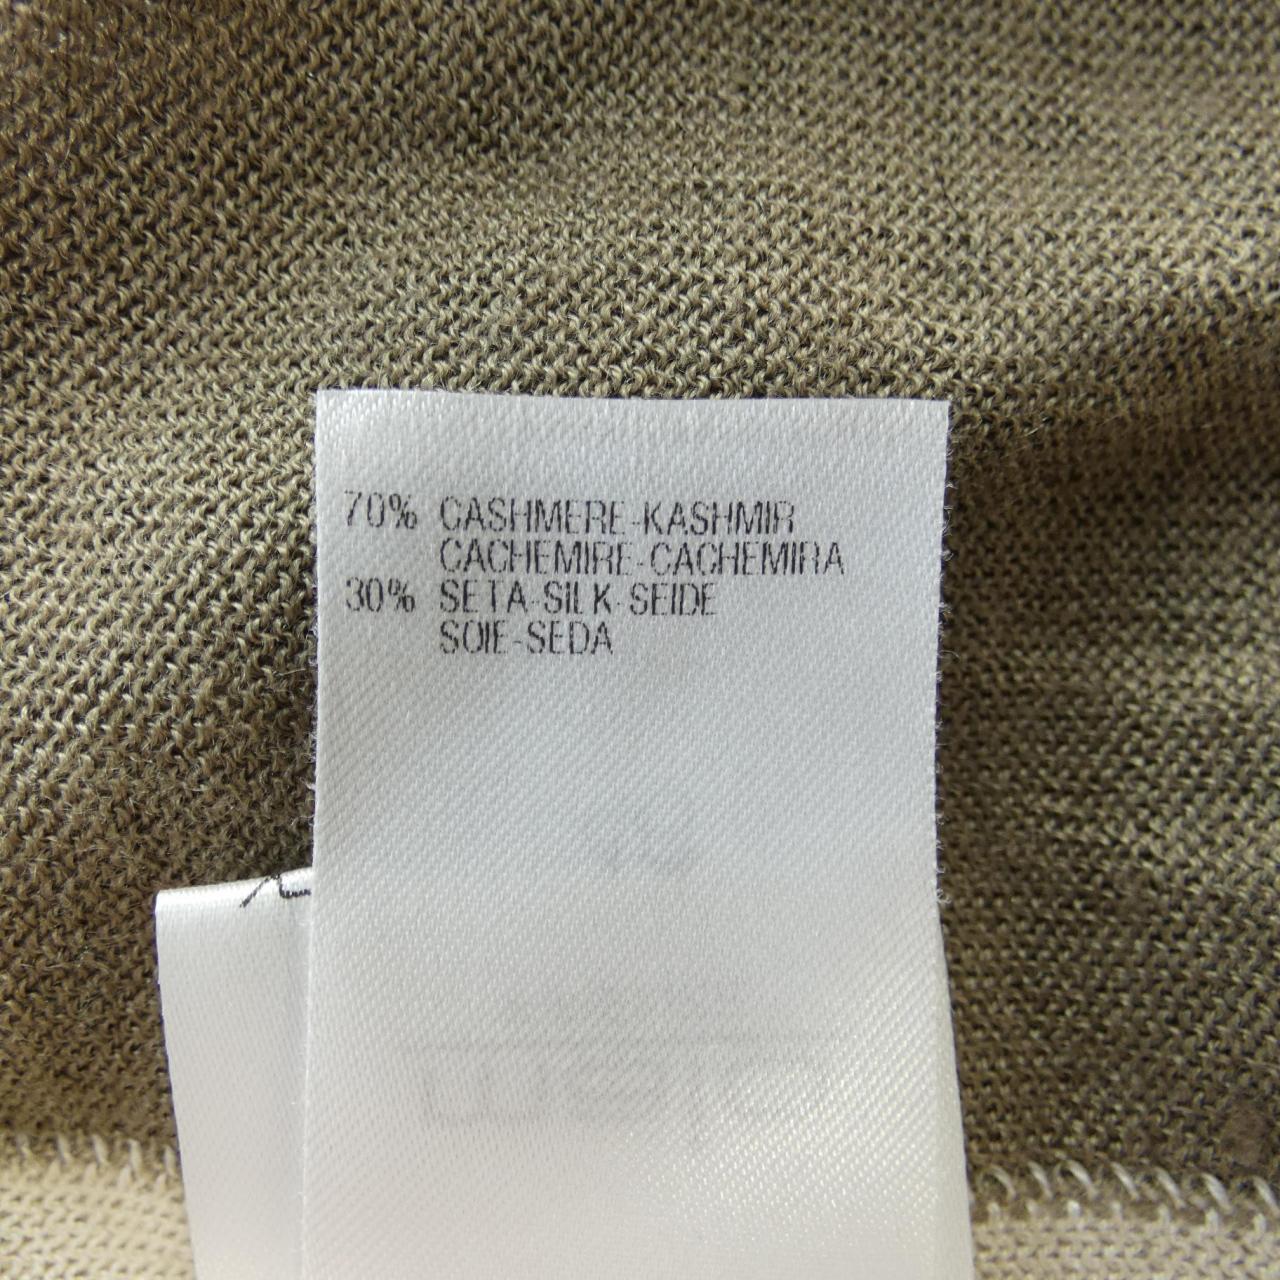 70% CASHMERE-KASHMIR
CACHEMIRE-CACHEMIRA
30% SETA-SILK-SEIDE
SOIE-SEDA